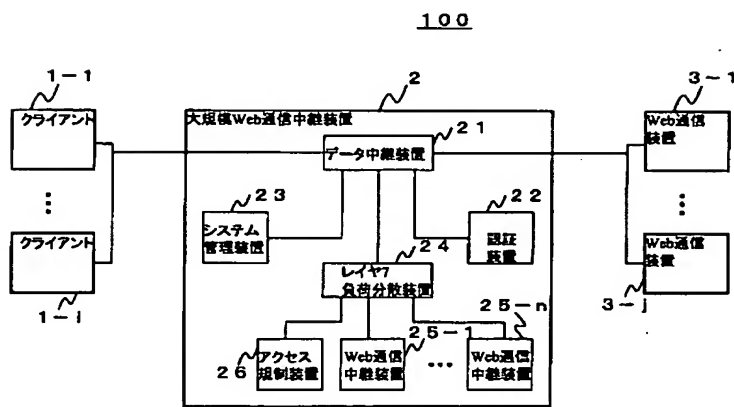 100
1-1
クライアント
⋮
クライアント
1-i
2
大規模Web通信中継装置
21
データ中継装置
23
システム
管理装置
22
認証
装置
24
レイヤ7
負荷分散装置
26
アクセス
規制装置
25-1
Web通信
中継装置
…
25-n
Web通信
中継装置
3-1
Web通信
装置
⋮
Web通信
装置
3-j